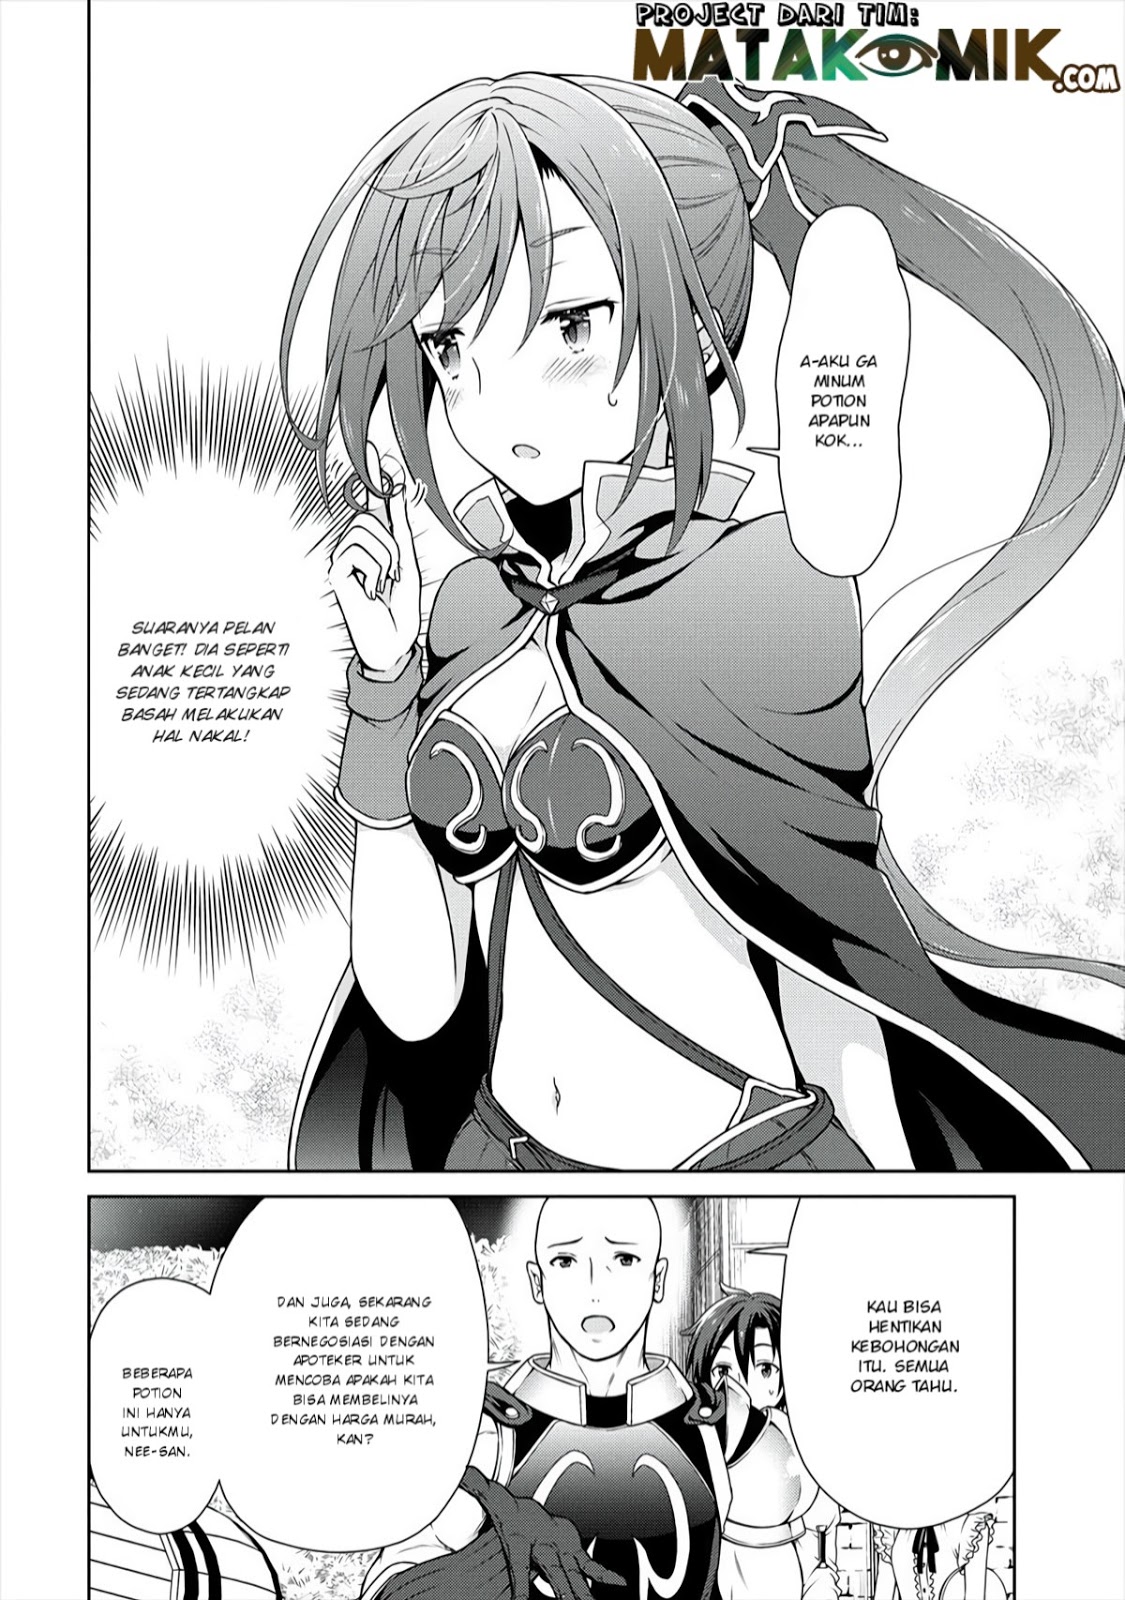 PROJECT DARI TIM:
MATAKOMIK.COM
A-AKU GA
MINUM
POTION
APAPUN
KOK...
SUARANYA PELAN
BANGET! DIA SEPERTI
ANAK KECIL YANG
SEDANG TERTANGKAP
BASAH MELAKUKAN
HAL NAKAL!
KAU BISA
HENTIKAN
KEBOHONGAN
ITU. SEMUA
ORANG TAHU.
DAN JUGA, SEKARANG
KITA SEDANG
BERNEGOSIASI DENGAN
APOTEKER UNTUK
MENCOBA APAKAH KITA
BISA MEMBELINYA
DENGAN HARGA MURAH,
KAN?
BEBERAPA
POTION
INI HANYA
UNTUKMU,
NEE-SAN.